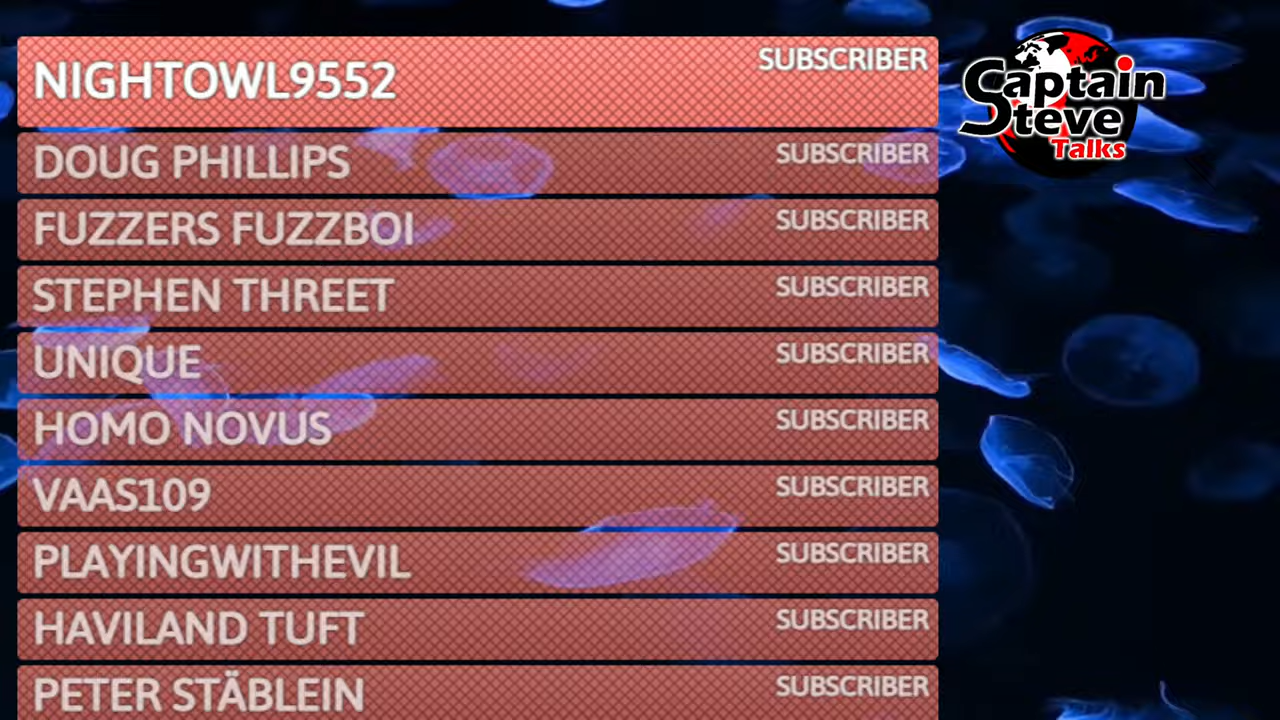 NIGHTOWL9552 SUBSCRIBER
DOUG PHILLIPS SUBSCRIBER
FUZZERS FUZZBOI SUBSCRIBER
STEPHEN THREET SUBSCRIBER
UNIQUE SUBSCRIBER
HOMO NOVUS SUBSCRIBER
VAAS109 SUBSCRIBER
PLAYINGWITHEVIL SUBSCRIBER
HAVILAND TUFT SUBSCRIBER
PETER STÄBLEIN SUBSCRIBER
Captain
Steve
Talks